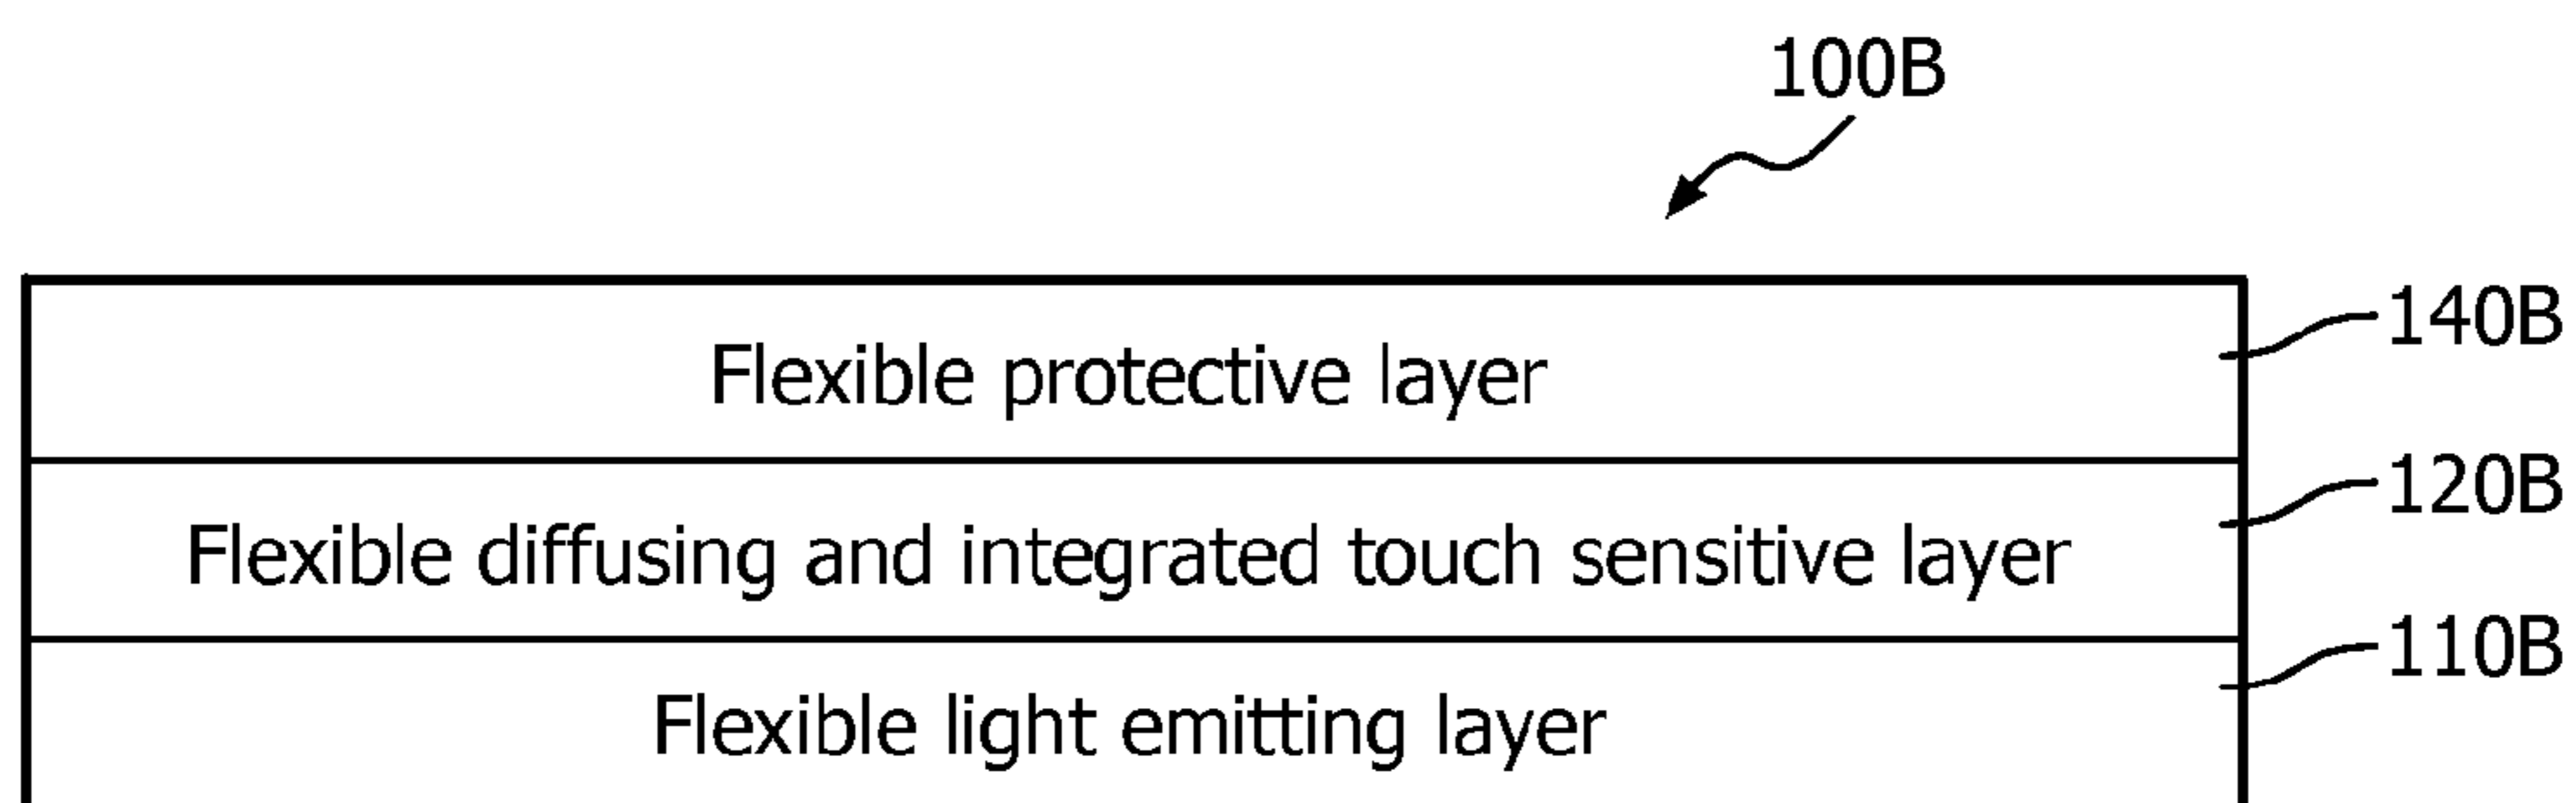 100B
Flexible protective layer
140B
Flexible diffusing and integrated touch sensitive layer
120B
Flexible light emitting layer
110B